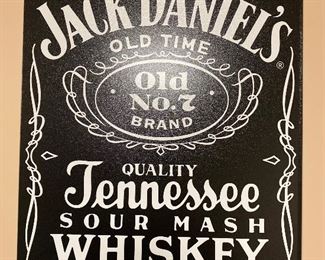 JACK DANIEL'S
®
OLD TIME
Old
No. 7
BRAND
QUALITY
Tennessee
SOUR MASH
WHISKEY